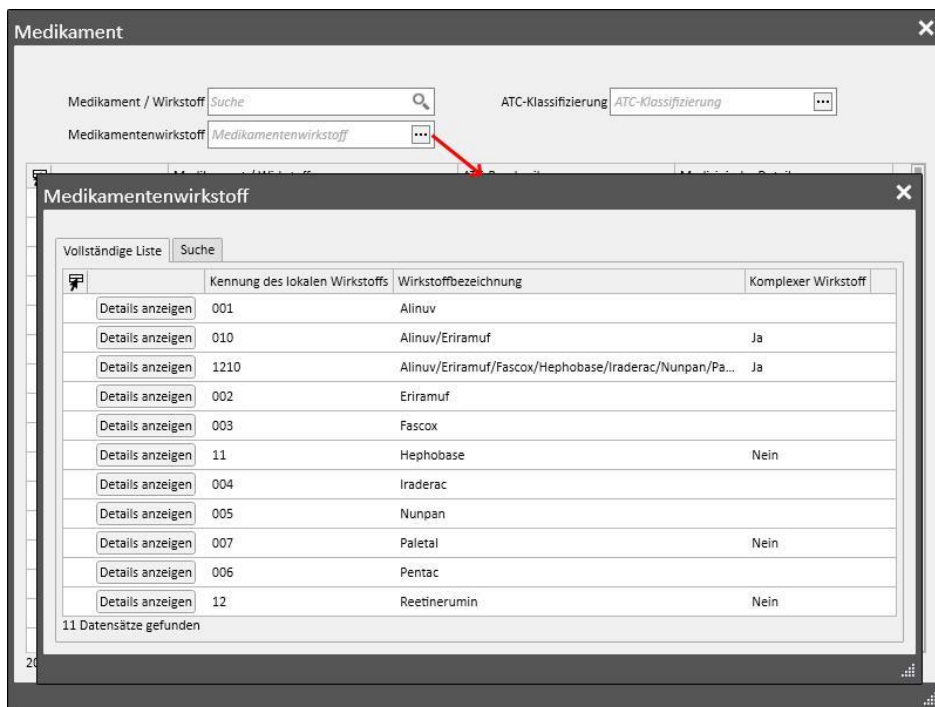 Medikament
Medikament / Wirkstoff Suche ATC-Klassifizierung ATC-Klassifizierung
Medikamentenwirkstoff Medikamentenwirkstoff
Medikamentenwirkstoff
Vollständige Liste Suche
Kennung des lokalen Wirkstoffs Wirkstoffbezeichnung Komplexer Wirkstoff
Details anzeigen 001 Alinuv
Details anzeigen 010 Alinuv/Eriramuf Ja
Details anzeigen 1210 Alinuv/Eriramuf/Fascox/Hephobase/Iraderac/Nunpan/Pa... Ja
Details anzeigen 002 Eriramuf
Details anzeigen 003 Fascox
Details anzeigen 11 Hephobase Nein
Details anzeigen 004 Iraderac
Details anzeigen 005 Nunpan
Details anzeigen 007 Paletal Nein
Details anzeigen 006 Pentac
Details anzeigen 12 Reetinerumin Nein
11 Datensätze gefunden
20